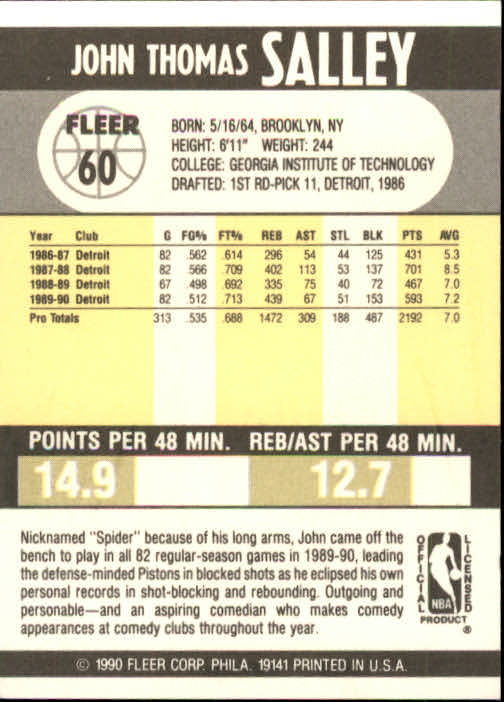 JOHN THOMAS SALLEY
FLEER
60
BORN: 5/16/64, BROOKLYN, NY
HEIGHT: 6'11" WEIGHT: 244
COLLEGE: GEORGIA INSTITUTE OF TECHNOLOGY
DRAFTED: 1ST RD-PICK 11, DETROIT, 1986
Year Club G FG% FT% REB AST STL BLK PTS AVG
1986-87 Detroit 82 .562 .614 296 54 44 125 431 5.3
1987-88 Detroit 82 .566 .709 402 113 53 137 701 8.5
1988-89 Detroit 67 .498 .692 335 75 40 72 467 7.0
1989-90 Detroit 82 .512 .713 439 67 51 153 593 7.2
Pro Totals 313 .535 .688 1472 309 188 487 2192 7.0
POINTS PER 48 MIN. REB/AST PER 48 MIN.
14.9 12.7
Nicknamed "Spider" because of his long arms, John came off the
bench to play in all 82 regular-season games in 1989-90, leading
the defense-minded Pistons in blocked shots as he eclipsed his own
personal records in shot-blocking and rebounding. Outgoing and
personable—and an aspiring comedian who makes comedy
appearances at comedy clubs throughout the year.
OFFICIAL LICENSED
NBA
PRODUCT ®
© 1990 FLEER CORP. PHILA. 19141 PRINTED IN U.S.A.